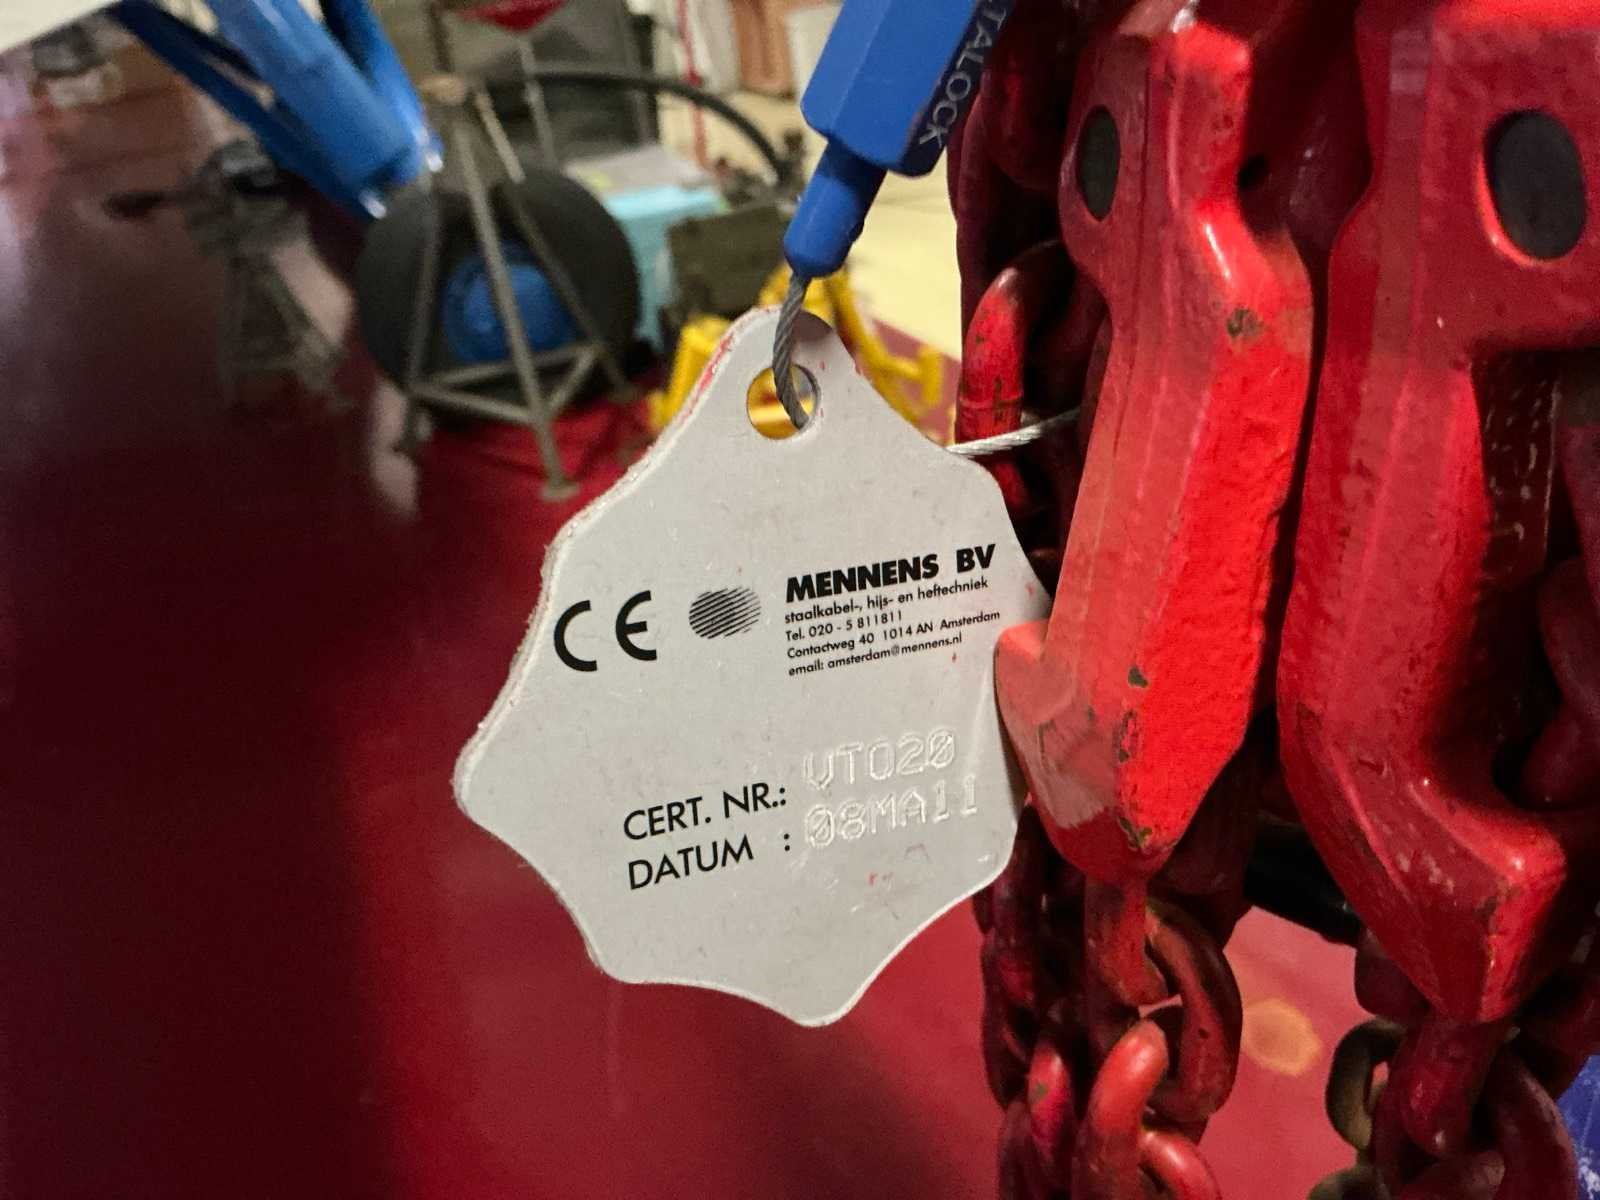 TALOCK
CE
MENNENS BV
staalkabel-, hijs- en heftechniek
Tel. 020 - 5 811811
Contactweg 40 1014 AN Amsterdam
email: amsterdam@mennens.nl
CERT. NR.: VT020
DATUM : 08MA11